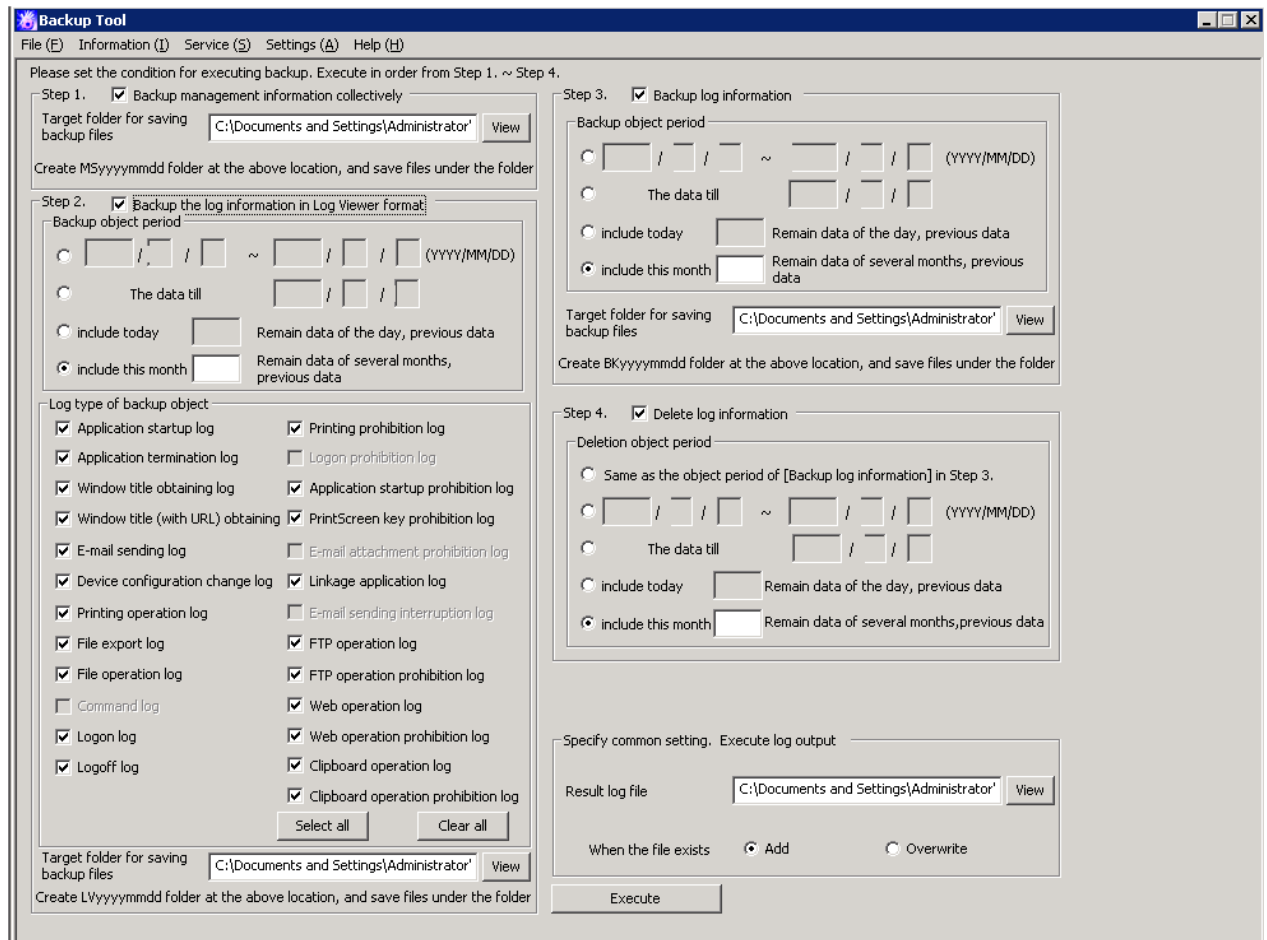 Backup Tool
File (F) Information (I) Service (S) Settings (A) Help (H)
Please set the condition for executing backup. Execute in order from Step 1. ~ Step 4.
Step 1. Backup management information collectively
Target folder for saving
backup files
C:\Documents and Settings\Administrator'
View
Create MSyyyymmdd folder at the above location, and save files under the folder
Step 2. Backup the log information in Log Viewer format
Backup object period
/ / ~ / / (YYYY/MM/DD)
The data till / /
include today Remain data of the day, previous data
include this month Remain data of several months,
previous data
Log type of backup object
Application startup log
Application termination log
Window title obtaining log
Window title (with URL) obtaining
E-mail sending log
Device configuration change log
Printing operation log
File export log
File operation log
Command log
Logon log
Logoff log
Printing prohibition log
Logon prohibition log
Application startup prohibition log
PrintScreen key prohibition log
E-mail attachment prohibition log
Linkage application log
E-mail sending interruption log
FTP operation log
FTP operation prohibition log
Web operation log
Web operation prohibition log
Clipboard operation log
Clipboard operation prohibition log
Select all Clear all
Target folder for saving
backup files
C:\Documents and Settings\Administrator'
View
Create LVyyyymmdd folder at the above location, and save files under the folder
Step 3. Backup log information
Backup object period
/ / ~ / / (YYYY/MM/DD)
The data till / /
include today Remain data of the day, previous data
include this month Remain data of several months, previous
data
Target folder for saving
backup files
C:\Documents and Settings\Administrator'
View
Create BKyyyymmdd folder at the above location, and save files under the folder
Step 4. Delete log information
Deletion object period
Same as the object period of [Backup log information] in Step 3.
/ / ~ / / (YYYY/MM/DD)
The data till / /
include today Remain data of the day, previous data
include this month Remain data of several months,previous data
Specify common setting. Execute log output
Result log file C:\Documents and Settings\Administrator' View
When the file exists Add Overwrite
Execute